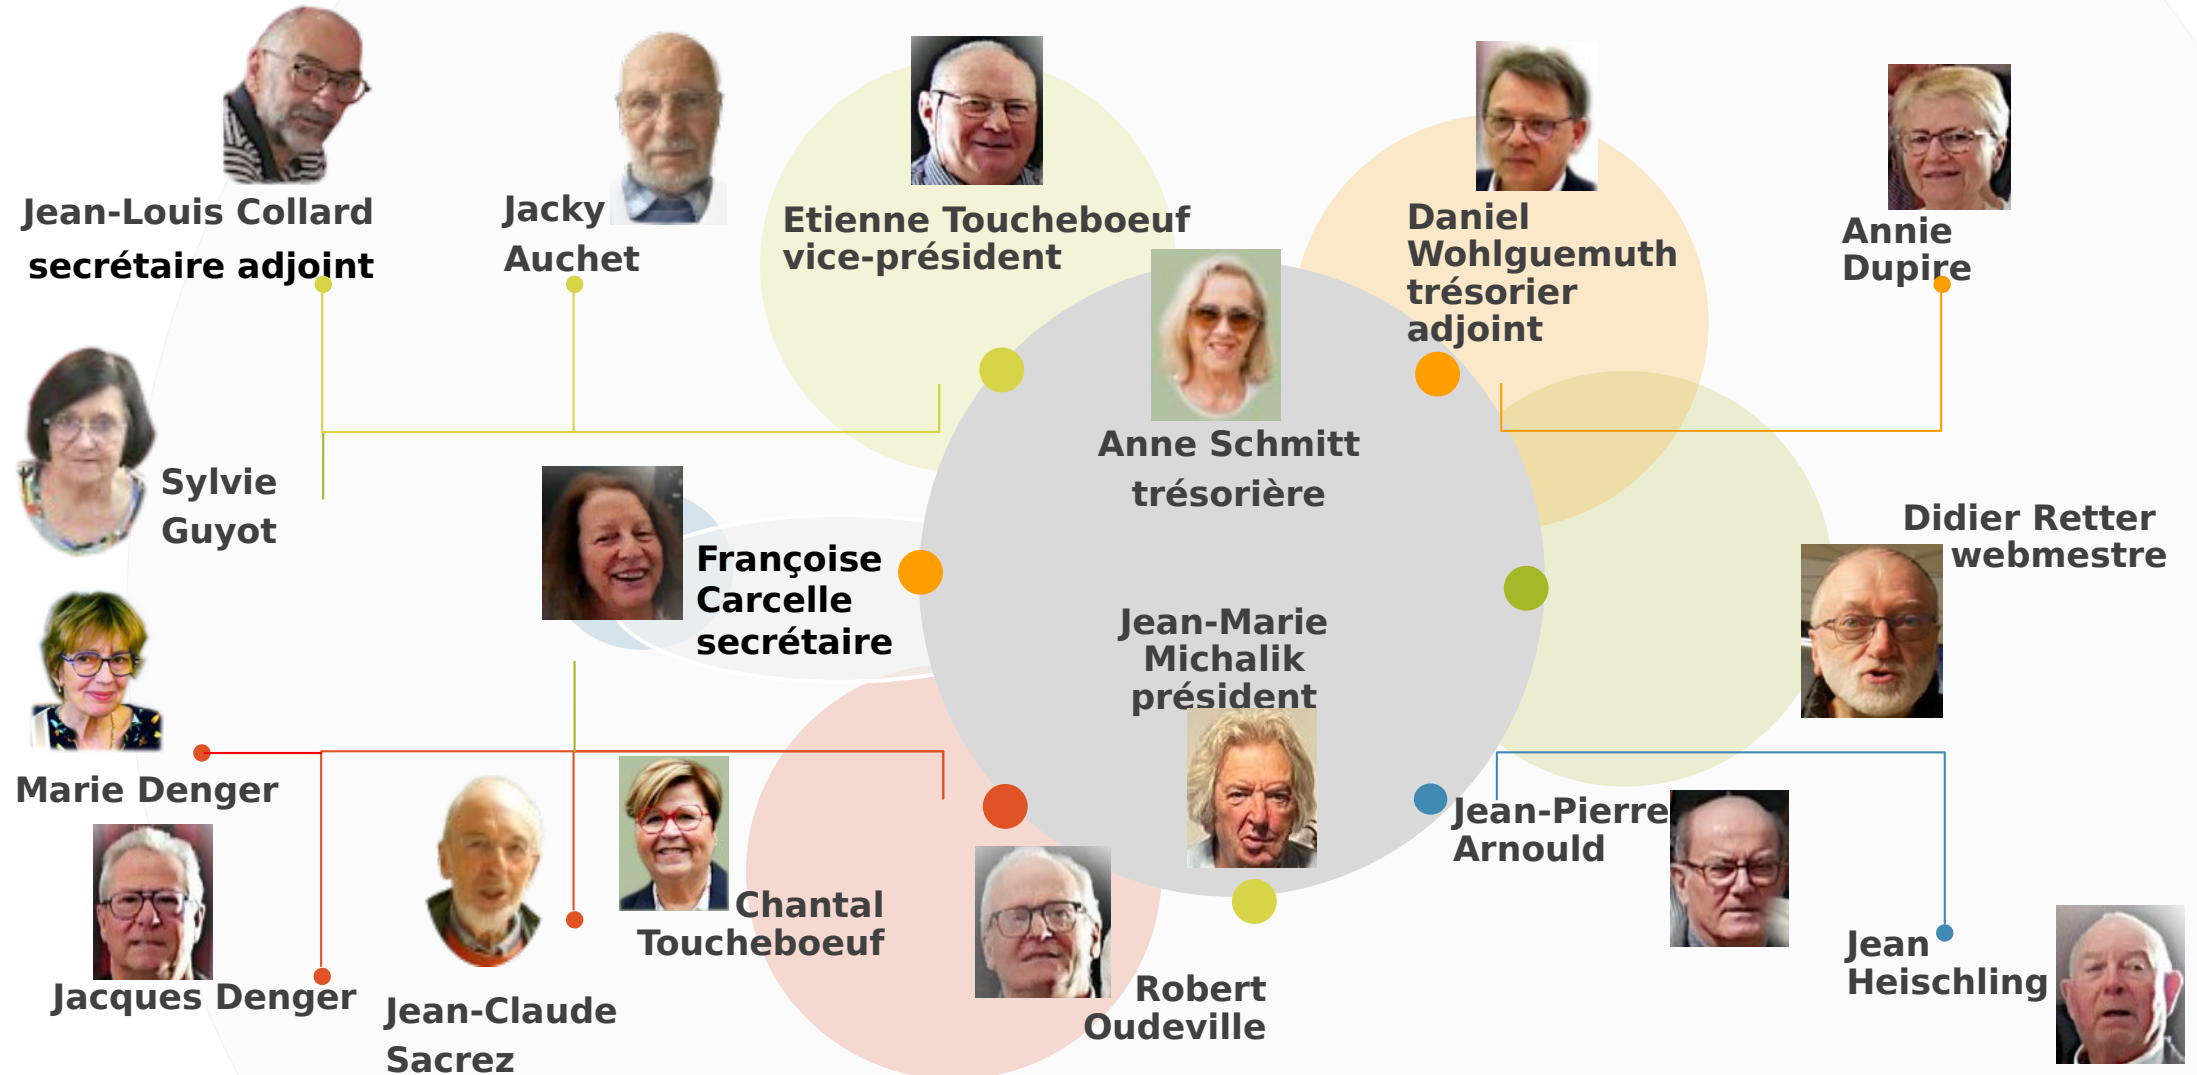 Jean-Louis Collard
secrétaire adjoint
Jacky
Auchet
Etienne Toucheboeuf
vice-président
Daniel
Wohlguemuth
trésorier
adjoint
Annie
Dupire
Sylvie
Guyot
Anne Schmitt
trésorière
Françoise
Carcelle
secrétaire
Didier Retter
webmestre
Jean-Marie
Michalik
président
Marie Denger
Jean-Pierre
Arnould
Chantal
Toucheboeuf
Jean
Heischling
Jacques Denger
Jean-Claude
Sacrez
Robert
Oudeville